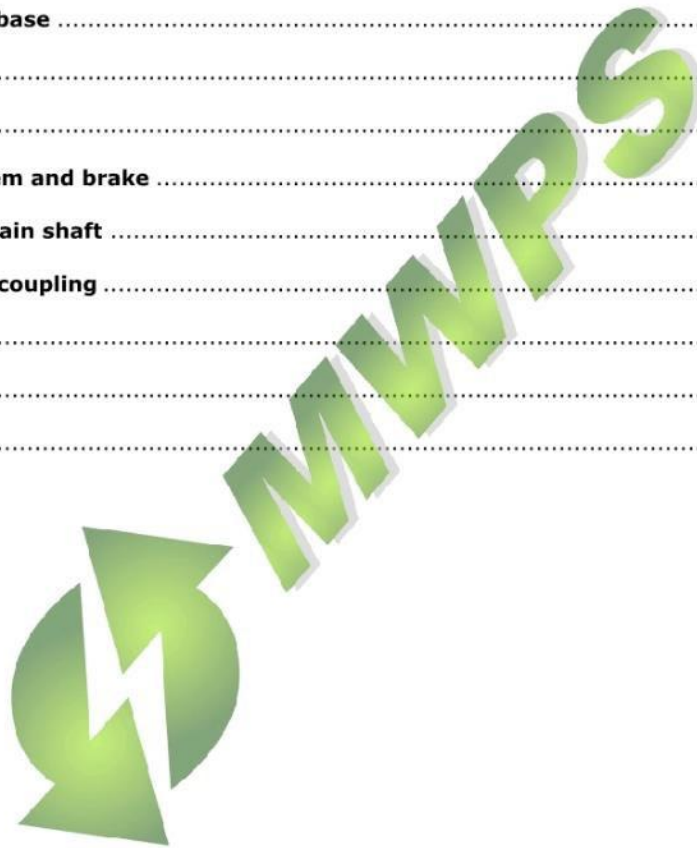 base ....................................................................................
............................................................................................
............................................................................................
em and brake ....................................................................
ain shaft ............................................................................
coupling .............................................................................
............................................................................................
............................................................................................
............................................................................................
MWPS